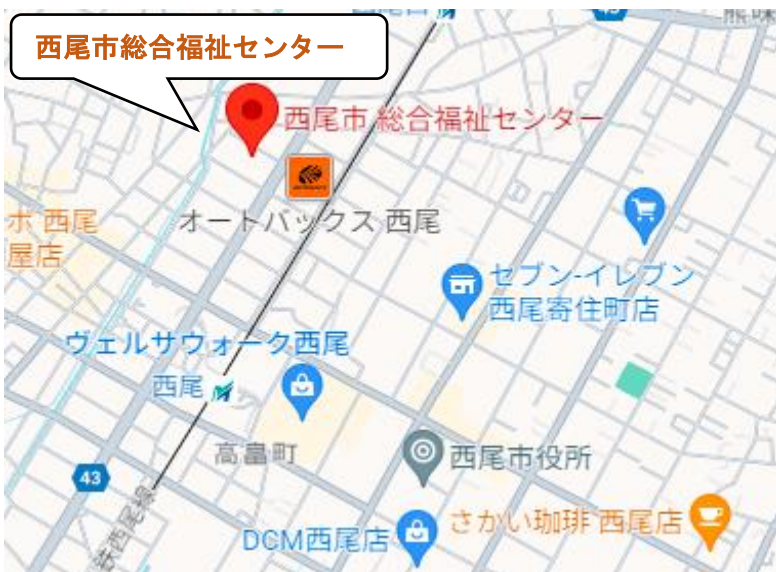 西尾市総合福祉センター
西尾市 総合福祉センター
オートバックス 西尾
ホ 西尾
屋店
セブン-イレブン
西尾寄住町店
ヴェルサウォーク西尾
西尾
高畠町
西尾市役所
43
鉄西尾線
さかい珈琲 西尾店
DCM西尾店